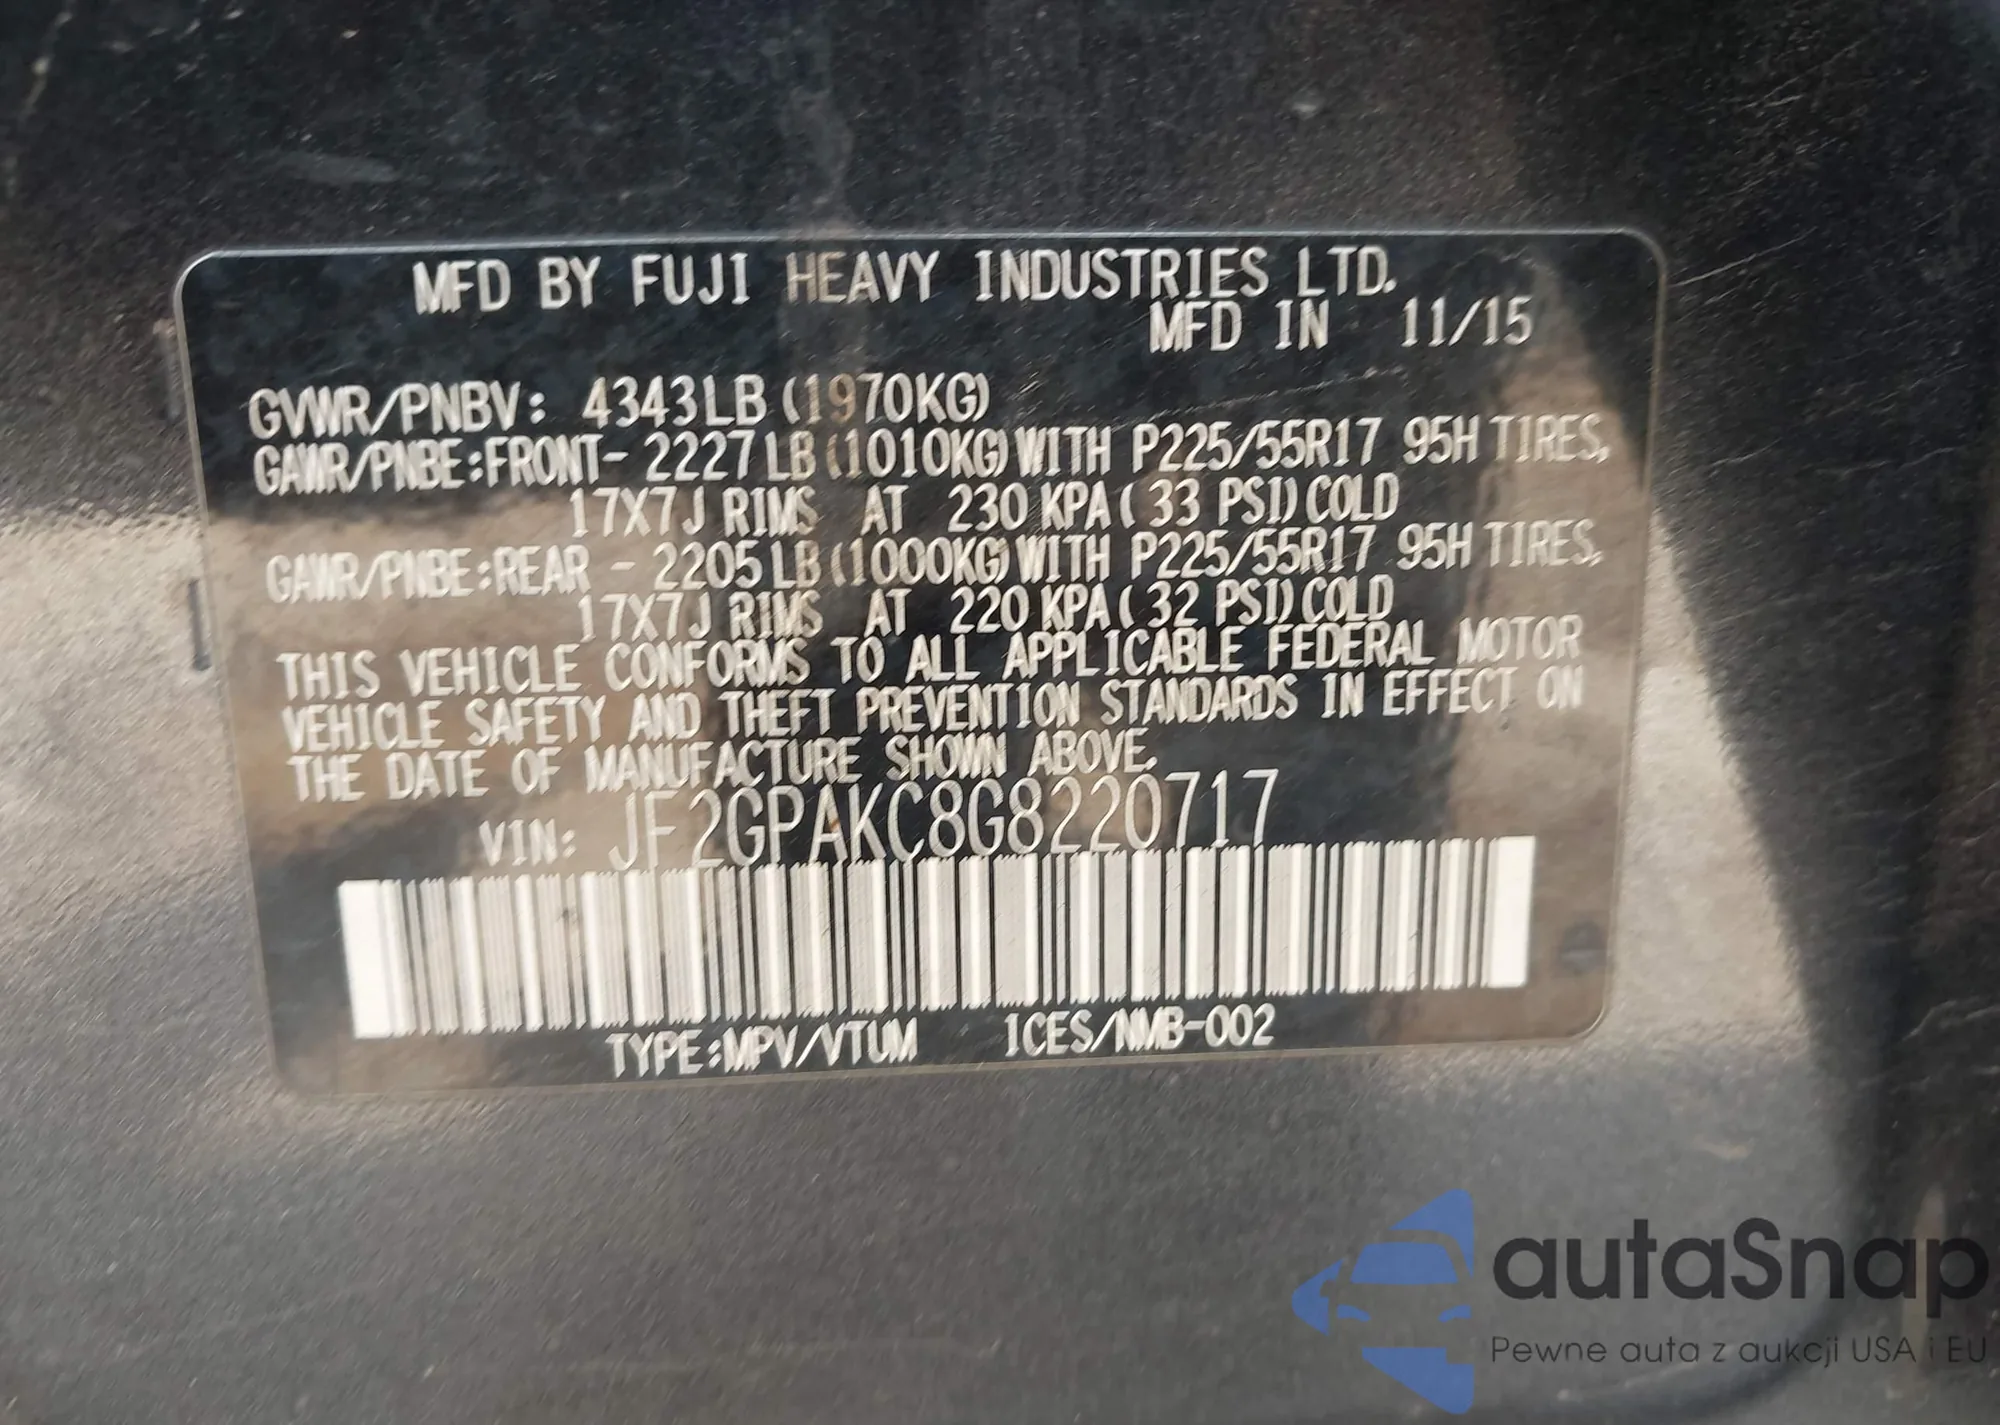 MFD BY FUJI HEAVY INDUSTRIES LTD.
MFD IN 11/15
GVWR/PNBV: 4343LB (1970KG)
GAWR/PNBE:FRONT- 2227LB (1010KG) WITH P225/55R17 95H TIRES,
17X7J RIMS AT 230 KPA ( 33 PSI) COLD
GAWR/PNBE:REAR - 2205LB (1000KG) WITH P225/55R17 95H TIRES,
17X7J RIMS AT 220 KPA ( 32 PSI) COLD
THIS VEHICLE CONFORMS TO ALL APPLICABLE FEDERAL MOTOR
VEHICLE SAFETY AND THEFT PREVENTION STANDARDS IN EFFECT ON
THE DATE OF MANUFACTURE SHOWN ABOVE.
VIN: JF2GPAKC8G8220717
TYPE:MPV/VTUM ICES/NMB-002
autaSnap
Pewne auta z aukcji USA i EU